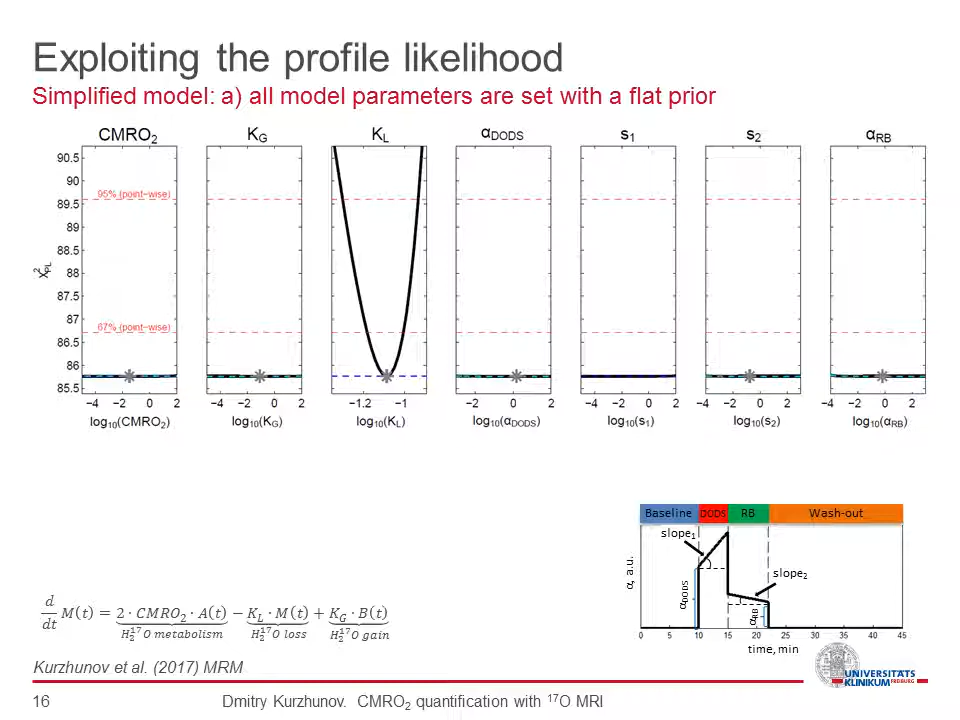 Exploiting the profile likelihood
Simplified model: a) all model parameters are set with a flat prior
CMRO₂ K_G K_L α_DODS s₁ s₂ α_RB
90.5
90
95% (point−wise)
89.5
89
88.5
88
87.5
87
67% (point−wise)
86.5
86
85.5
χ²_PL
−4 −2 0 2 −4 −2 0 2 −1.2 −1 −2 0 2 −4 −2 0 2 −4 −2 0 2 −4 −2 0 2
log₁₀(CMRO₂) log₁₀(K_G) log₁₀(K_L) log₁₀(α_DODS) log₁₀(s₁) log₁₀(s₂) log₁₀(α_RB)
Baseline DODS RB Wash-out
slope₁
slope₂
α, a.u.
α_DODS
α_RB
0 5 10 15 20 25 30 35 40 45
time, min
d/dt M(t) = 2 · CMRO₂ · A(t) − K_L · M(t) + K_G · B(t)
H₂¹⁷O metabolism H₂¹⁷O loss H₂¹⁷O gain
Kurzhunov et al. (2017) MRM
UNIVERSITÄTS
KLINIKUM FREIBURG
16 Dmitry Kurzhunov. CMRO₂ quantification with ¹⁷O MRI